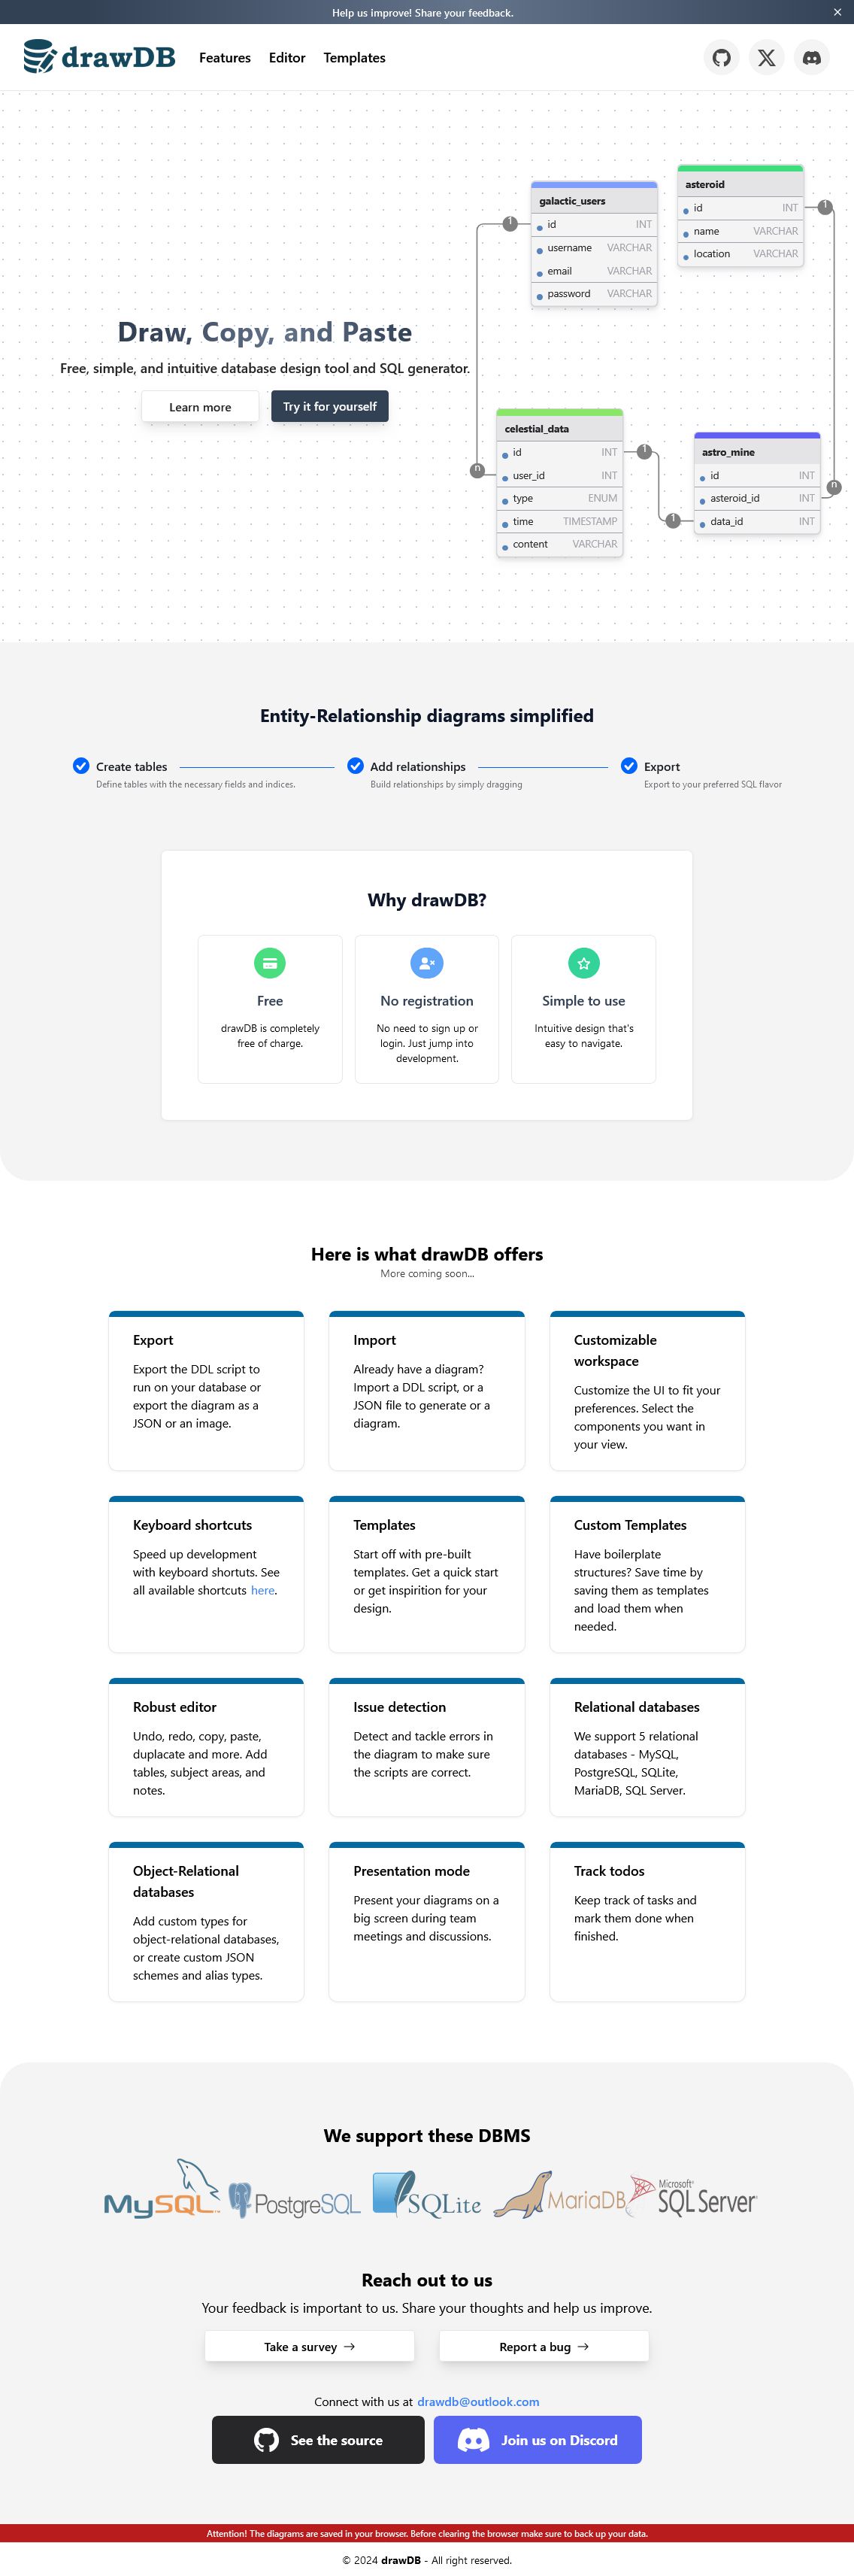 Help us improve! Share your feedback.
drawDB Features Editor Templates
galactic_users
id INT
username VARCHAR
email VARCHAR
password VARCHAR
asteroid
id INT
name VARCHAR
location VARCHAR
1
1
Draw, Copy, and Paste
Free, simple, and intuitive database design tool and SQL generator.
Learn more
Try it for yourself
celestial_data
id INT
user_id INT
type ENUM
time TIMESTAMP
content VARCHAR
astro_mine
id INT
asteroid_id INT
data_id INT
n
1
1
n
Entity-Relationship diagrams simplified
Create tables
Define tables with the necessary fields and indices.
Add relationships
Build relationships by simply dragging
Export
Export to your preferred SQL flavor
Why drawDB?
Free
drawDB is completely
free of charge.
No registration
No need to sign up or
login. Just jump into
development.
Simple to use
Intuitive design that's
easy to navigate.
Here is what drawDB offers
More coming soon...
Export
Export the DDL script to
run on your database or
export the diagram as a
JSON or an image.
Import
Already have a diagram?
Import a DDL script, or a
JSON file to generate or a
diagram.
Customizable
workspace
Customize the UI to fit your
preferences. Select the
components you want in
your view.
Keyboard shortcuts
Speed up development
with keyboard shortuts. See
all available shortcuts here.
Templates
Start off with pre-built
templates. Get a quick start
or get inspirition for your
design.
Custom Templates
Have boilerplate
structures? Save time by
saving them as templates
and load them when
needed.
Robust editor
Undo, redo, copy, paste,
duplacate and more. Add
tables, subject areas, and
notes.
Issue detection
Detect and tackle errors in
the diagram to make sure
the scripts are correct.
Relational databases
We support 5 relational
databases - MySQL,
PostgreSQL, SQLite,
MariaDB, SQL Server.
Object-Relational
databases
Add custom types for
object-relational databases,
or create custom JSON
schemes and alias types.
Presentation mode
Present your diagrams on a
big screen during team
meetings and discussions.
Track todos
Keep track of tasks and
mark them done when
finished.
We support these DBMS
MySQL
PostgreSQL
SQLite
MariaDB
Microsoft
SQL Server
Reach out to us
Your feedback is important to us. Share your thoughts and help us improve.
Take a survey →
Report a bug →
Connect with us at drawdb@outlook.com
See the source
Join us on Discord
Attention! The diagrams are saved in your browser. Before clearing the browser make sure to back up your data.
© 2024 drawDB - All right reserved.